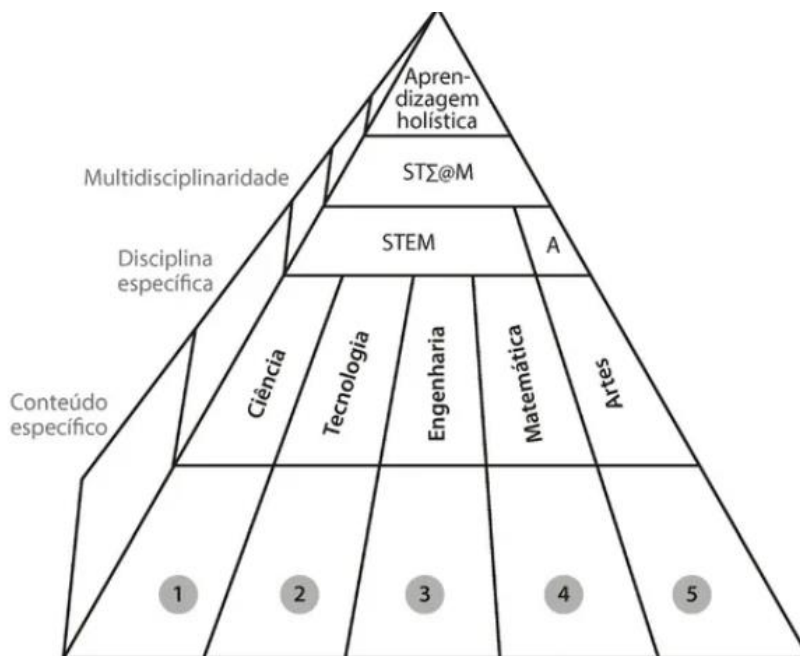 Apren-
dizagem
holística
Multidisciplinaridade
STΣ@M
Disciplina
específica
STEM
A
Conteúdo
específico
Ciência
Tecnologia
Engenharia
Matemática
Artes
1
2
3
4
5